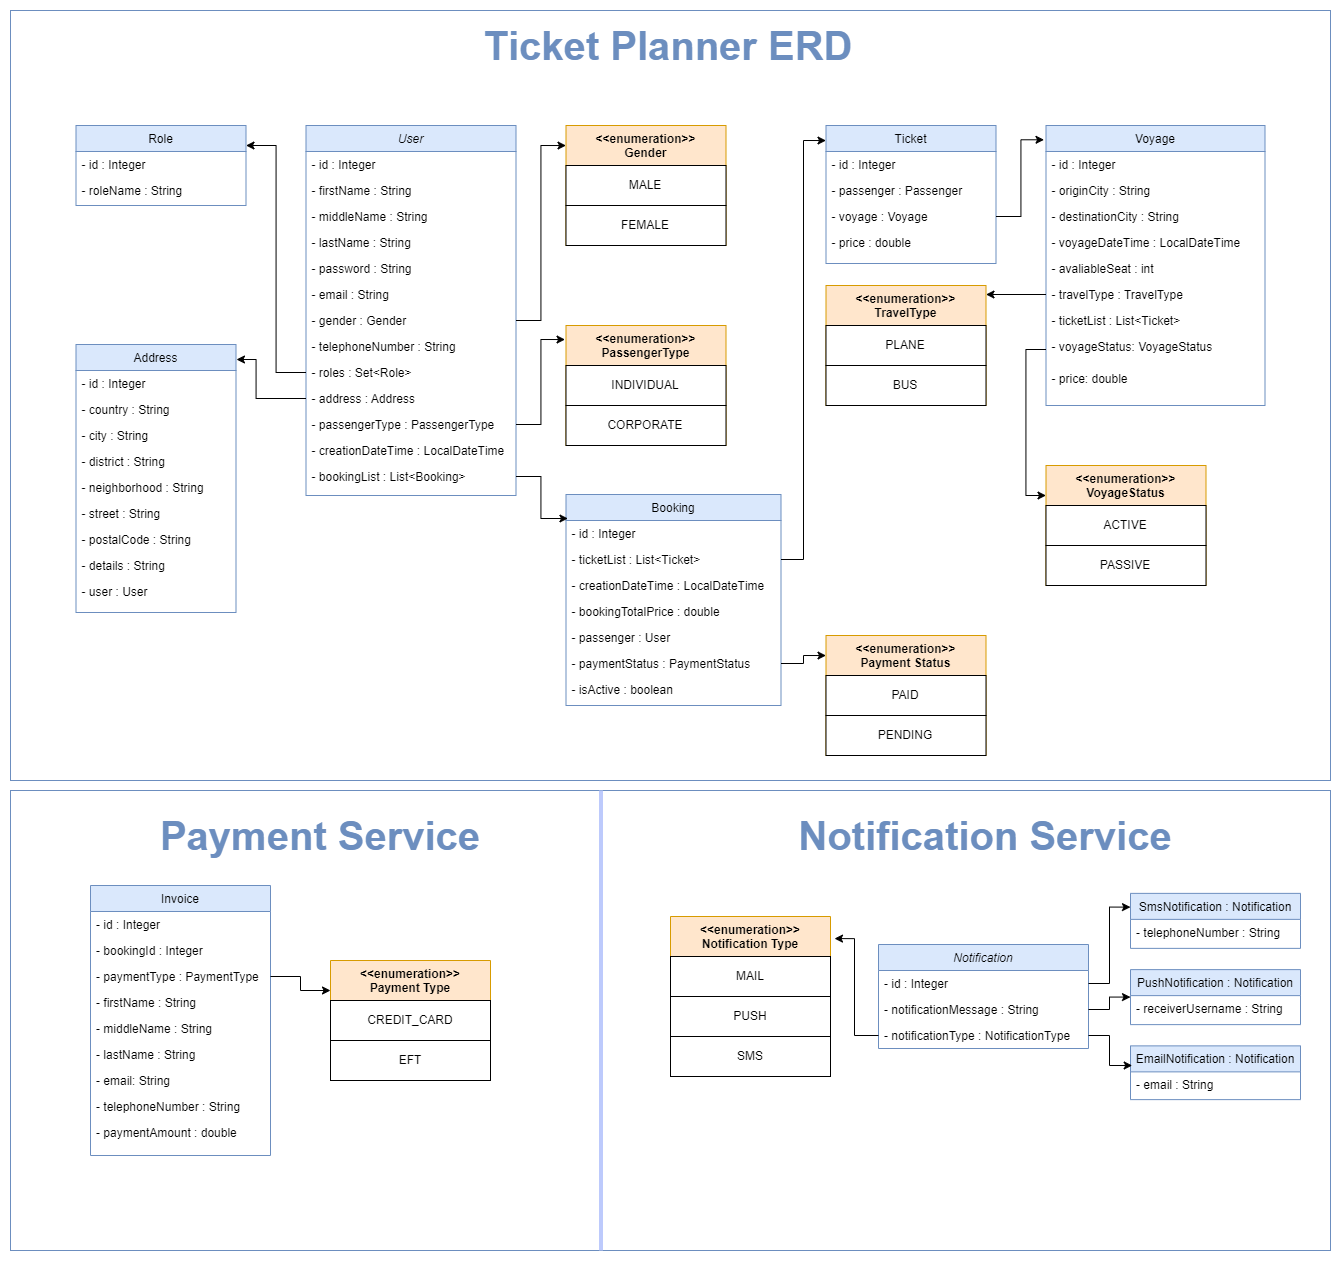 Ticket Planner ERD
Role
- id : Integer
- roleName : String
User
- id : Integer
- firstName : String
- middleName : String
- lastName : String
- password : String
- email : String
- gender : Gender
- telephoneNumber : String
- roles : Set<Role>
- address : Address
- passengerType : PassengerType
- creationDateTime : LocalDateTime
- bookingList : List<Booking>
<<enumeration>>
Gender
MALE
FEMALE
<<enumeration>>
PassengerType
INDIVIDUAL
CORPORATE
Address
- id : Integer
- country : String
- city : String
- district : String
- neighborhood : String
- street : String
- postalCode : String
- details : String
- user : User
Booking
- id : Integer
- ticketList : List<Ticket>
- creationDateTime : LocalDateTime
- bookingTotalPrice : double
- passenger : User
- paymentStatus : PaymentStatus
- isActive : boolean
Ticket
- id : Integer
- passenger : Passenger
- voyage : Voyage
- price : double
<<enumeration>>
TravelType
PLANE
BUS
Voyage
- id : Integer
- originCity : String
- destinationCity : String
- voyageDateTime : LocalDateTime
- avaliableSeat : int
- travelType : TravelType
- ticketList : List<Ticket>
- voyageStatus: VoyageStatus
- price: double
<<enumeration>>
VoyageStatus
ACTIVE
PASSIVE
<<enumeration>>
Payment Status
PAID
PENDING
Payment Service
Invoice
- id : Integer
- bookingId : Integer
- paymentType : PaymentType
- firstName : String
- middleName : String
- lastName : String
- email: String
- telephoneNumber : String
- paymentAmount : double
<<enumeration>>
Payment Type
CREDIT_CARD
EFT
Notification Service
<<enumeration>>
Notification Type
MAIL
PUSH
SMS
Notification
- id : Integer
- notificationMessage : String
- notificationType : NotificationType
SmsNotification : Notification
- telephoneNumber : String
PushNotification : Notification
- receiverUsername : String
EmailNotification : Notification
- email : String